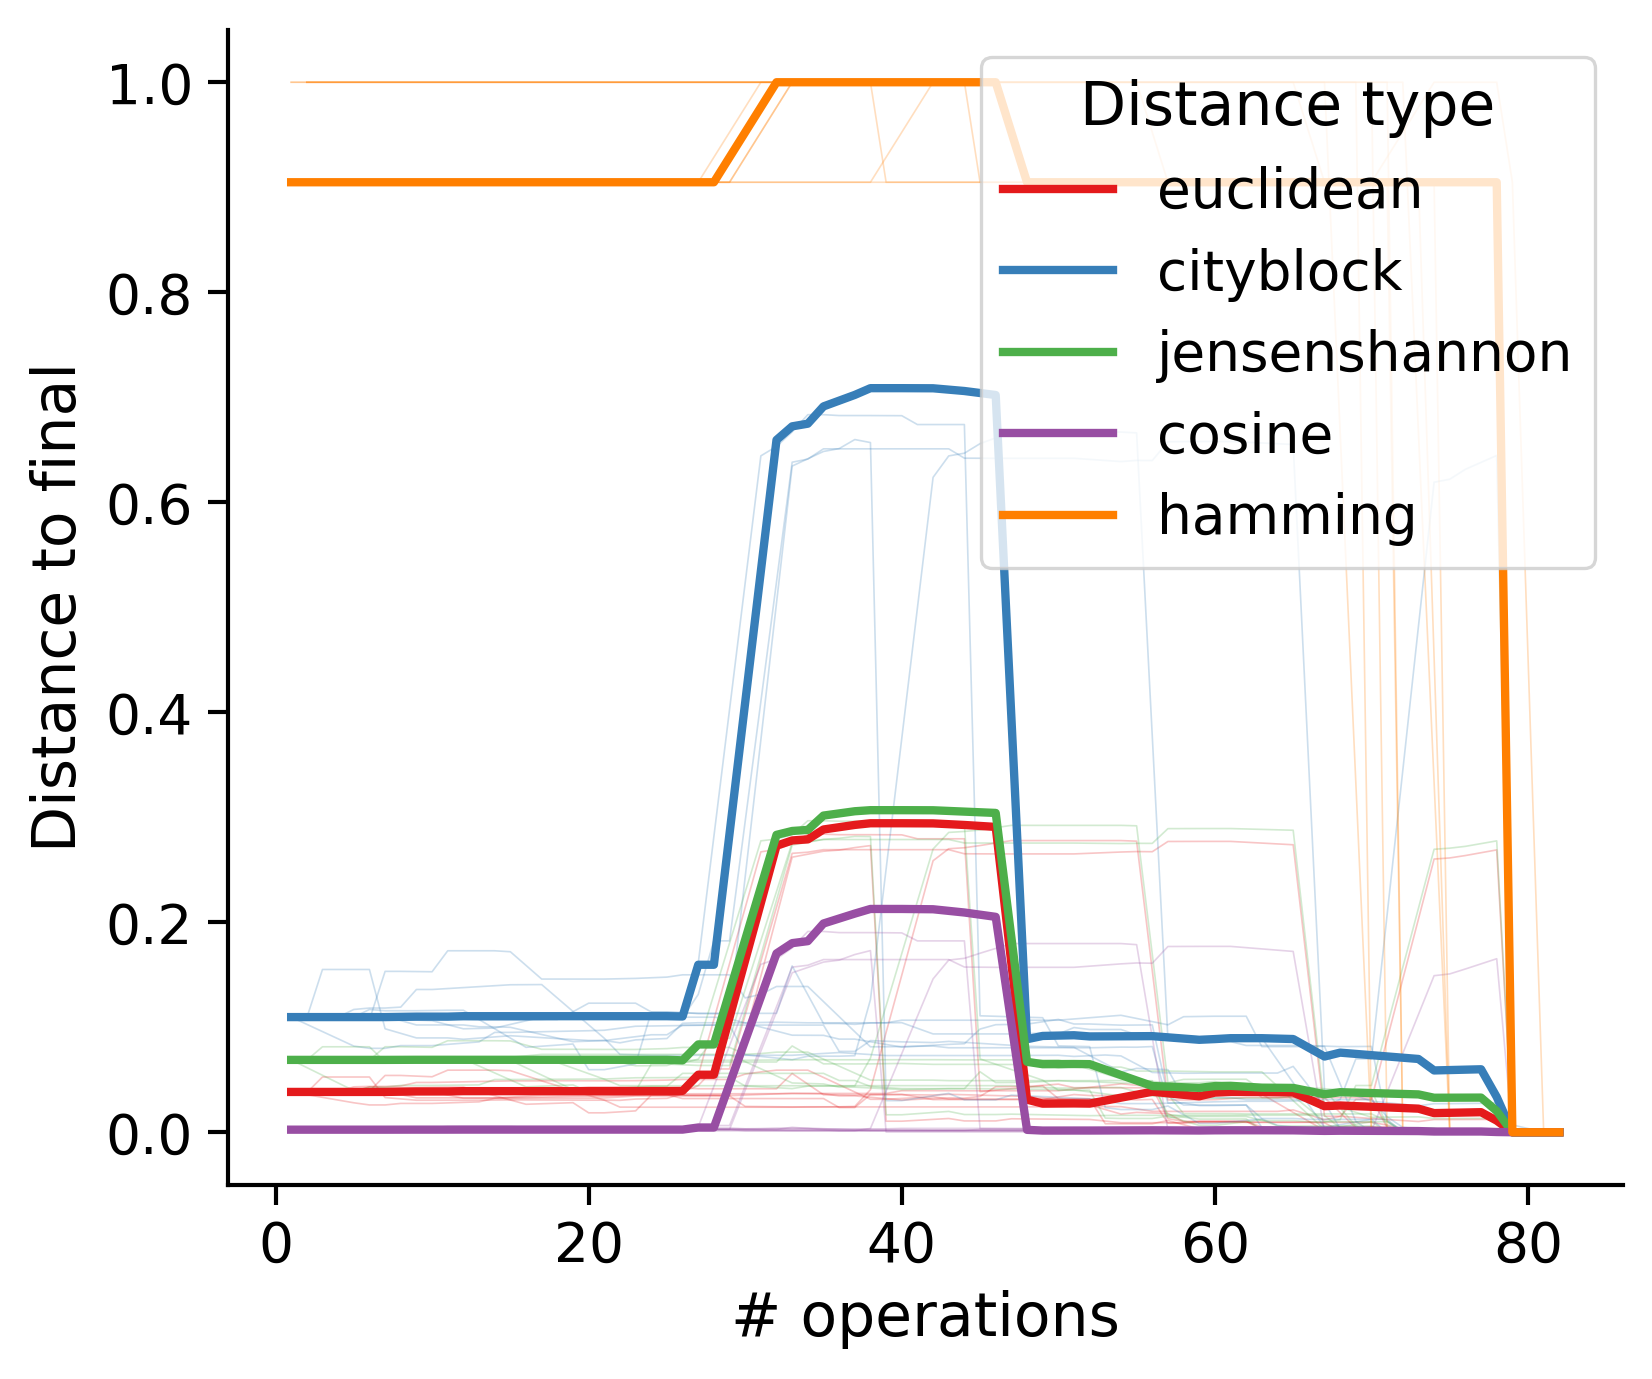 Distance to final
1.0
0.8
0.6
0.4
0.2
0.0
Distance type
euclidean
cityblock
jensenshannon
cosine
hamming
0 20 40 60 80
# operations